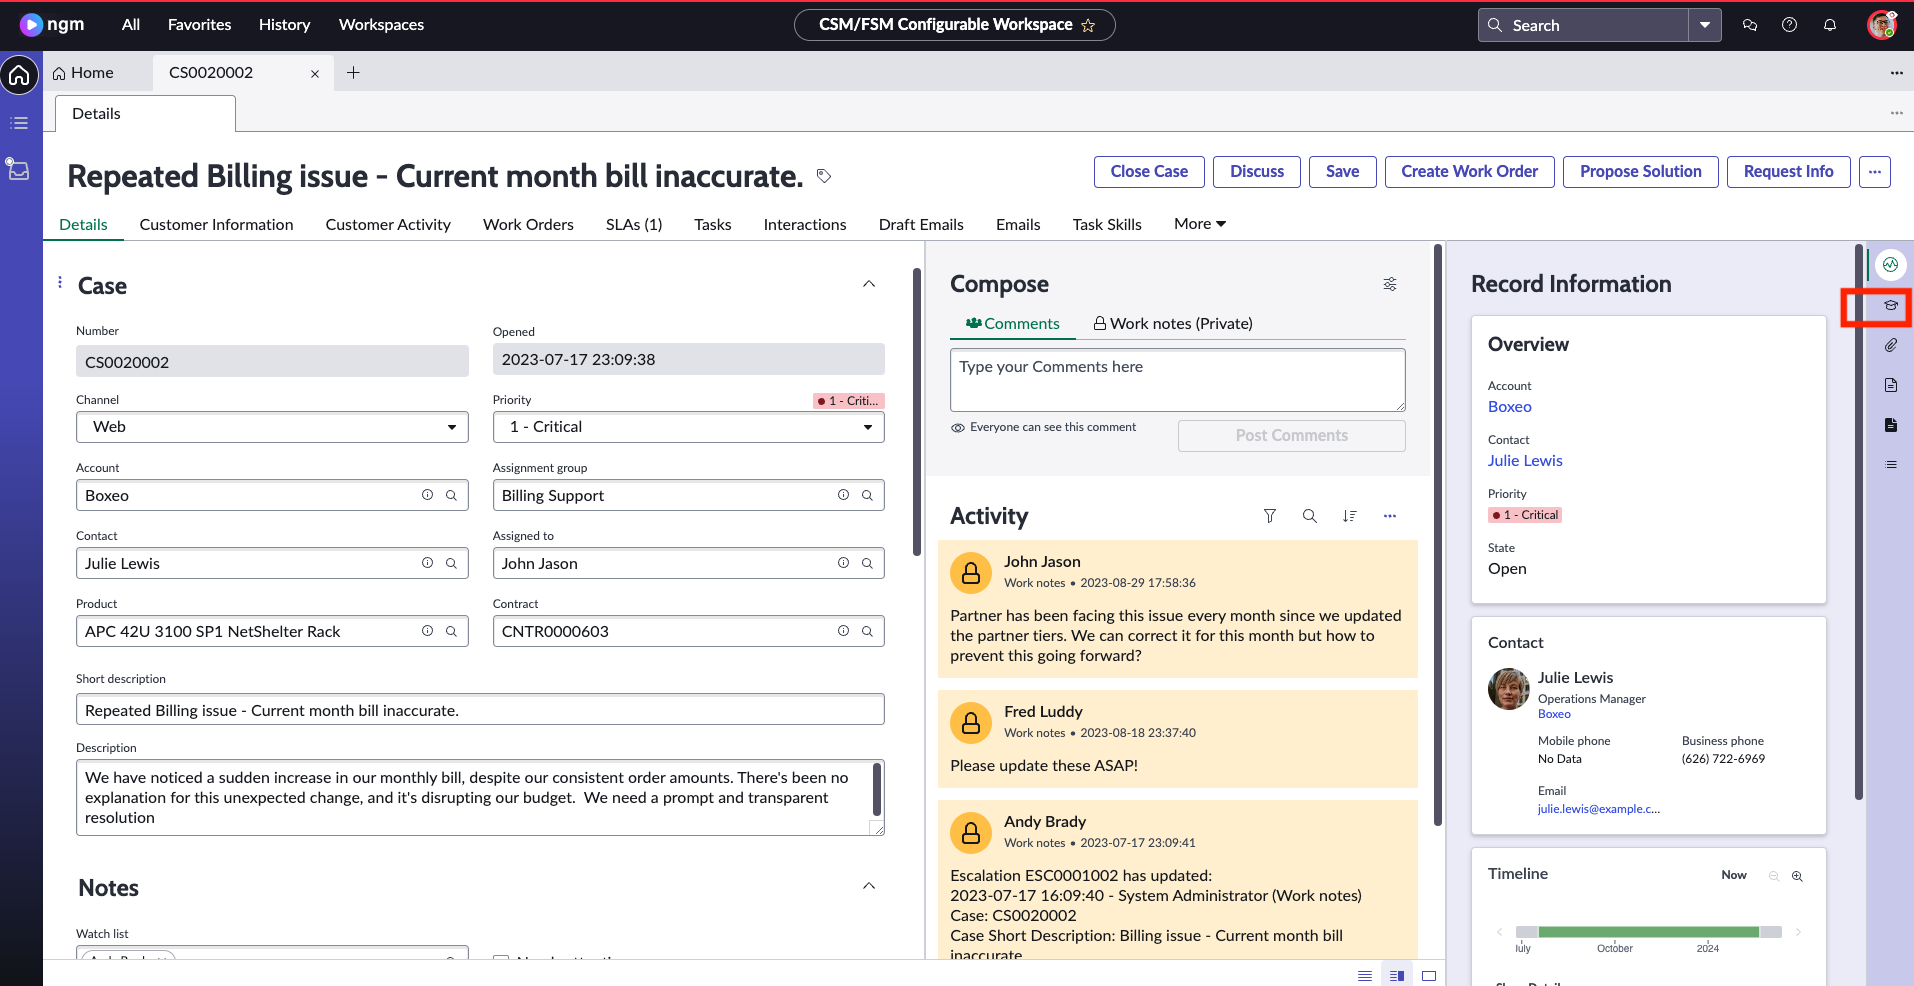 ngm
All
Favorites
History
Workspaces
CSM/FSM Configurable Workspace
Search
Home
CS0020002
Details
Repeated Billing issue - Current month bill inaccurate.
Close Case
Discuss
Save
Create Work Order
Propose Solution
Request Info
Details
Customer Information
Customer Activity
Work Orders
SLAs (1)
Tasks
Interactions
Draft Emails
Emails
Task Skills
More
Case
Number
CS0020002
Opened
2023-07-17 23:09:38
Channel
Web
Priority
1 - Criti...
1 - Critical
Account
Boxeo
Assignment group
Billing Support
Contact
Julie Lewis
Assigned to
John Jason
Product
APC 42U 3100 SP1 NetShelter Rack
Contract
CNTR0000603
Short description
Repeated Billing issue - Current month bill inaccurate.
Description
We have noticed a sudden increase in our monthly bill, despite our consistent order amounts. There's been no
explanation for this unexpected change, and it's disrupting our budget.  We need a prompt and transparent
resolution
Notes
Watch list
Compose
Comments
Work notes (Private)
Type your Comments here
Everyone can see this comment
Post Comments
Activity
John Jason
Work notes • 2023-08-29 17:58:36
Partner has been facing this issue every month since we updated
the partner tiers. We can correct it for this month but how to
prevent this going forward?
Fred Luddy
Work notes • 2023-08-18 23:37:40
Please update these ASAP!
Andy Brady
Work notes • 2023-07-17 23:09:41
Escalation ESC0001002 has updated:
2023-07-17 16:09:40 - System Administrator (Work notes)
Case: CS0020002
Case Short Description: Billing issue - Current month bill
inaccurate
Record Information
Overview
Account
Boxeo
Contact
Julie Lewis
Priority
1 - Critical
State
Open
Contact
Julie Lewis
Operations Manager
Boxeo
Mobile phone
No Data
Business phone
(626) 722-6969
Email
julie.lewis@example.c...
Timeline
Now
July
October
2024